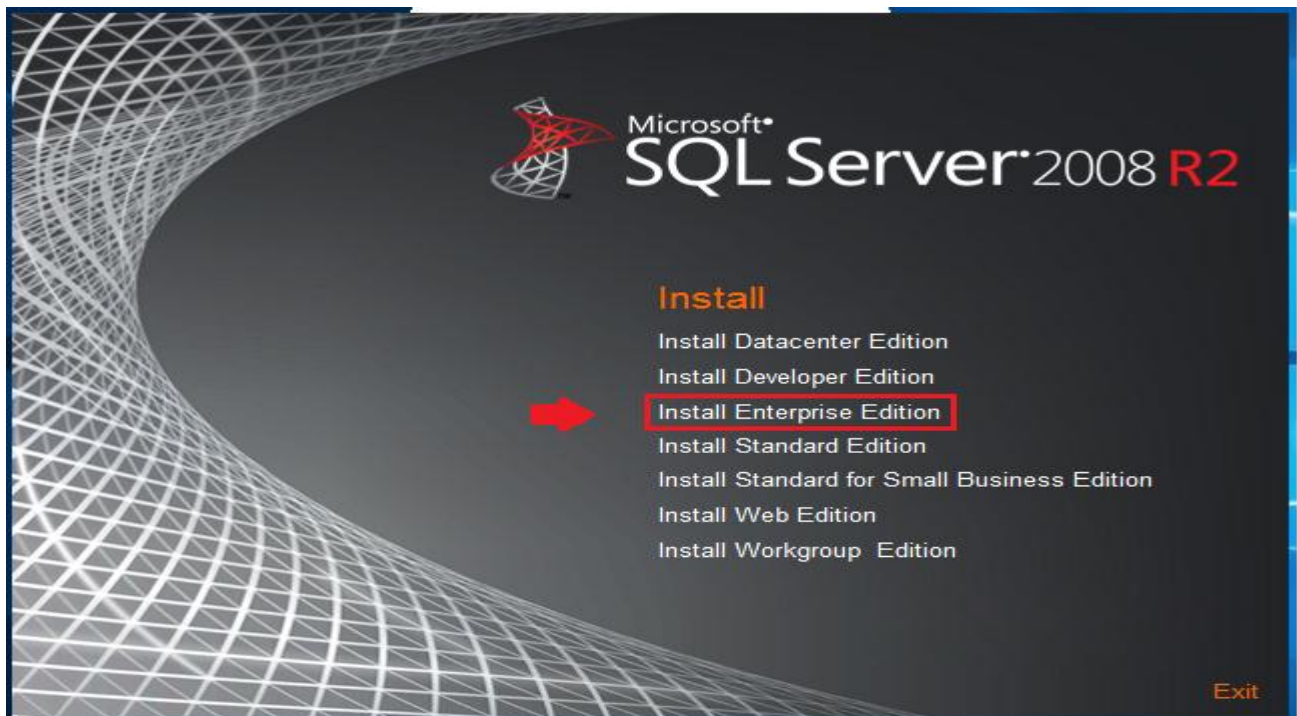 Microsoft®
SQL Server® 2008 R2
Install
Install Datacenter Edition
Install Developer Edition
Install Enterprise Edition
Install Standard Edition
Install Standard for Small Business Edition
Install Web Edition
Install Workgroup Edition
Exit